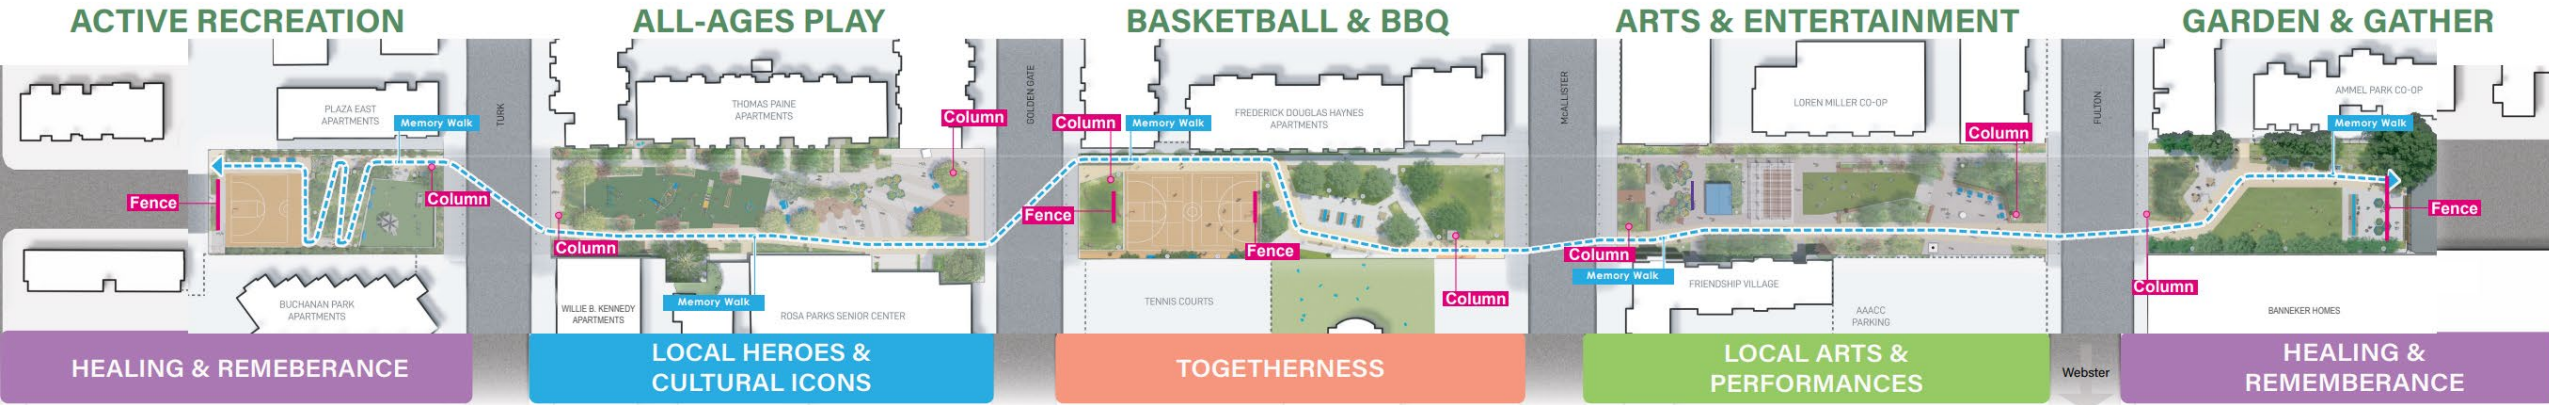 ACTIVE RECREATION
ALL-AGES PLAY
BASKETBALL & BBQ
ARTS & ENTERTAINMENT
GARDEN & GATHER
PLAZA EAST
APARTMENTS
Memory Walk
TURK
Fence
Column
BUCHANAN PARK
APARTMENTS
THOMAS PAINE
APARTMENTS
Column
Column
Memory Walk
WILLIE B. KENNEDY
APARTMENTS
ROSA PARKS SENIOR CENTER
GOLDEN GATE
Column
Memory Walk
FREDERICK DOUGLAS HAYNES
APARTMENTS
Fence
Fence
Column
TENNIS COURTS
McALLISTER
LOREN MILLER CO-OP
Column
Column
Memory Walk
FRIENDSHIP VILLAGE
AAACC
PARKING
FULTON
AMMEL PARK CO-OP
Memory Walk
Fence
Column
BANNEKER HOMES
HEALING & REMEBERANCE
LOCAL HEROES &
CULTURAL ICONS
TOGETHERNESS
LOCAL ARTS &
PERFORMANCES
Webster
HEALING &
REMEMBERANCE